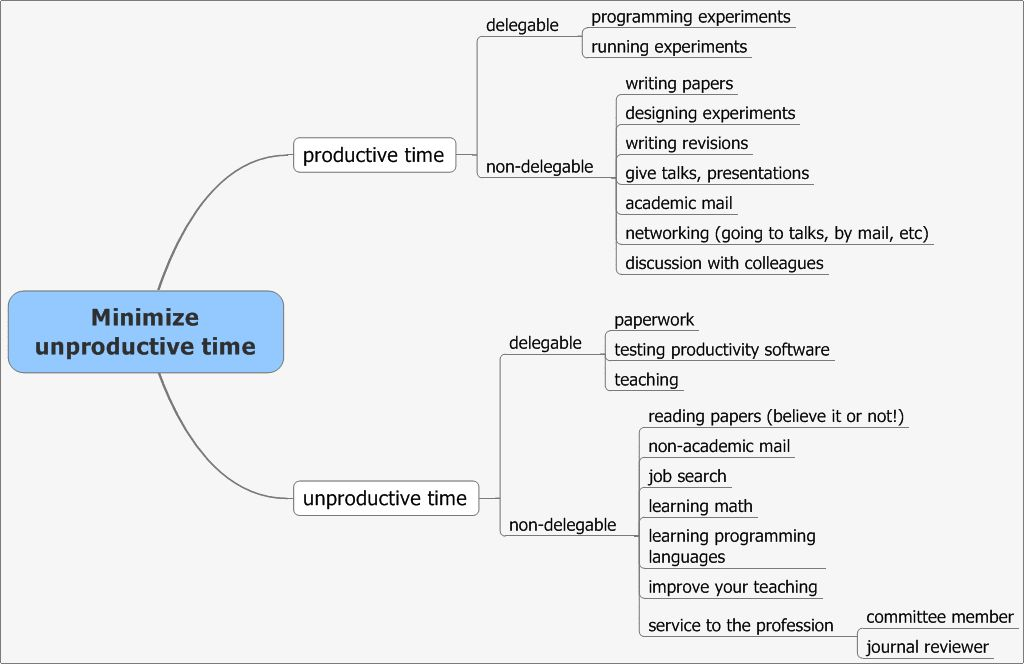 Minimize
unproductive time
productive time
delegable
programming experiments
running experiments
non-delegable
writing papers
designing experiments
writing revisions
give talks, presentations
academic mail
networking (going to talks, by mail, etc)
discussion with colleagues
unproductive time
delegable
paperwork
testing productivity software
teaching
non-delegable
reading papers (believe it or not!)
non-academic mail
job search
learning math
learning programming
languages
improve your teaching
service to the profession
committee member
journal reviewer